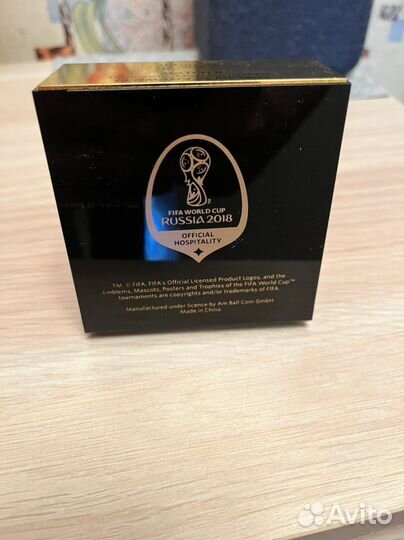 FIFA WORLD CUP
RUSSIA 2018
OFFICIAL
HOSPITALITY
TM, © FIFA, FIFA's Official Licensed Product Logos, and the
Emblems, Mascots, Posters and Trophies of the FIFA World Cup™
tournaments are copyrights and/or trademarks of FIFA.
Manufactured under licence by Am Ball Com GmbH
Made in China
Avito